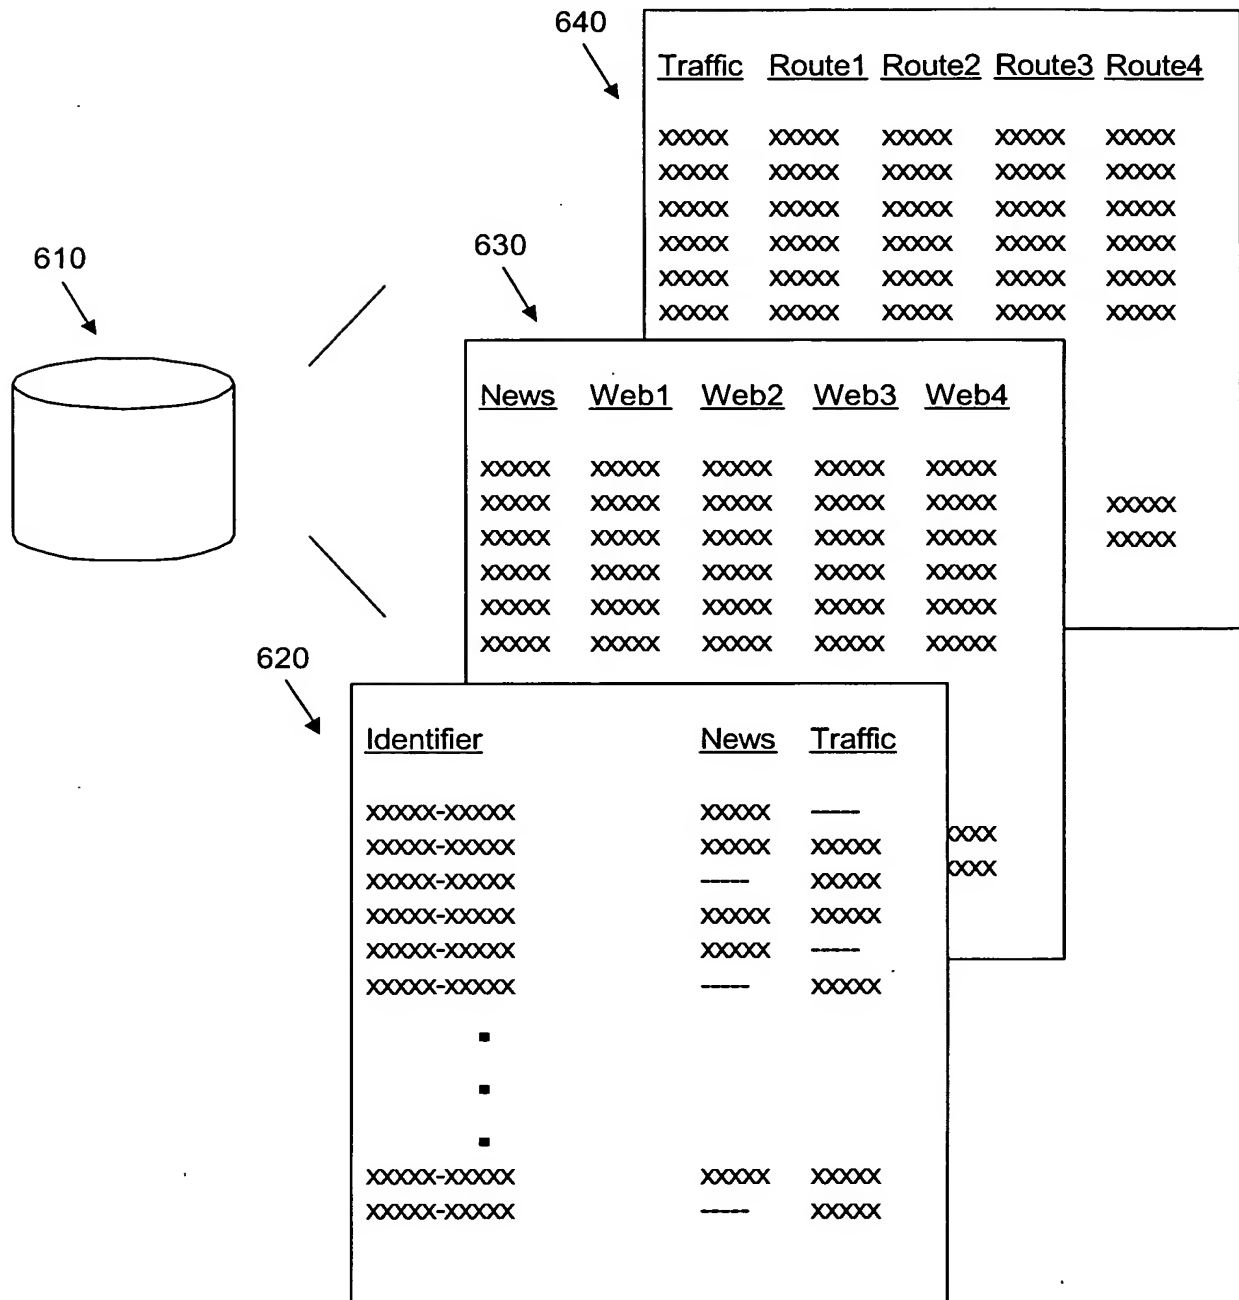 640
Traffic Route1 Route2 Route3 Route4
XXXXX XXXXX XXXXX XXXXX XXXXX
XXXXX XXXXX XXXXX XXXXX XXXXX
XXXXX XXXXX XXXXX XXXXX XXXXX
XXXXX XXXXX XXXXX XXXXX XXXXX
XXXXX XXXXX XXXXX XXXXX XXXXX
XXXXX XXXXX XXXXX XXXXX XXXXX
XXXXX
XXXXX
630
610
News Web1 Web2 Web3 Web4
XXXXX XXXXX XXXXX XXXXX XXXXX
XXXXX XXXXX XXXXX XXXXX XXXXX
XXXXX XXXXX XXXXX XXXXX XXXXX
XXXXX XXXXX XXXXX XXXXX XXXXX
XXXXX XXXXX XXXXX XXXXX XXXXX
XXXXX XXXXX XXXXX XXXXX XXXXX
XXXX
XXXX
620
Identifier News Traffic
XXXXX-XXXXX XXXXX -----
XXXXX-XXXXX XXXXX XXXXX
XXXXX-XXXXX ----- XXXXX
XXXXX-XXXXX XXXXX XXXXX
XXXXX-XXXXX XXXXX -----
XXXXX-XXXXX ----- XXXXX
XXXXX-XXXXX XXXXX XXXXX
XXXXX-XXXXX ----- XXXXX